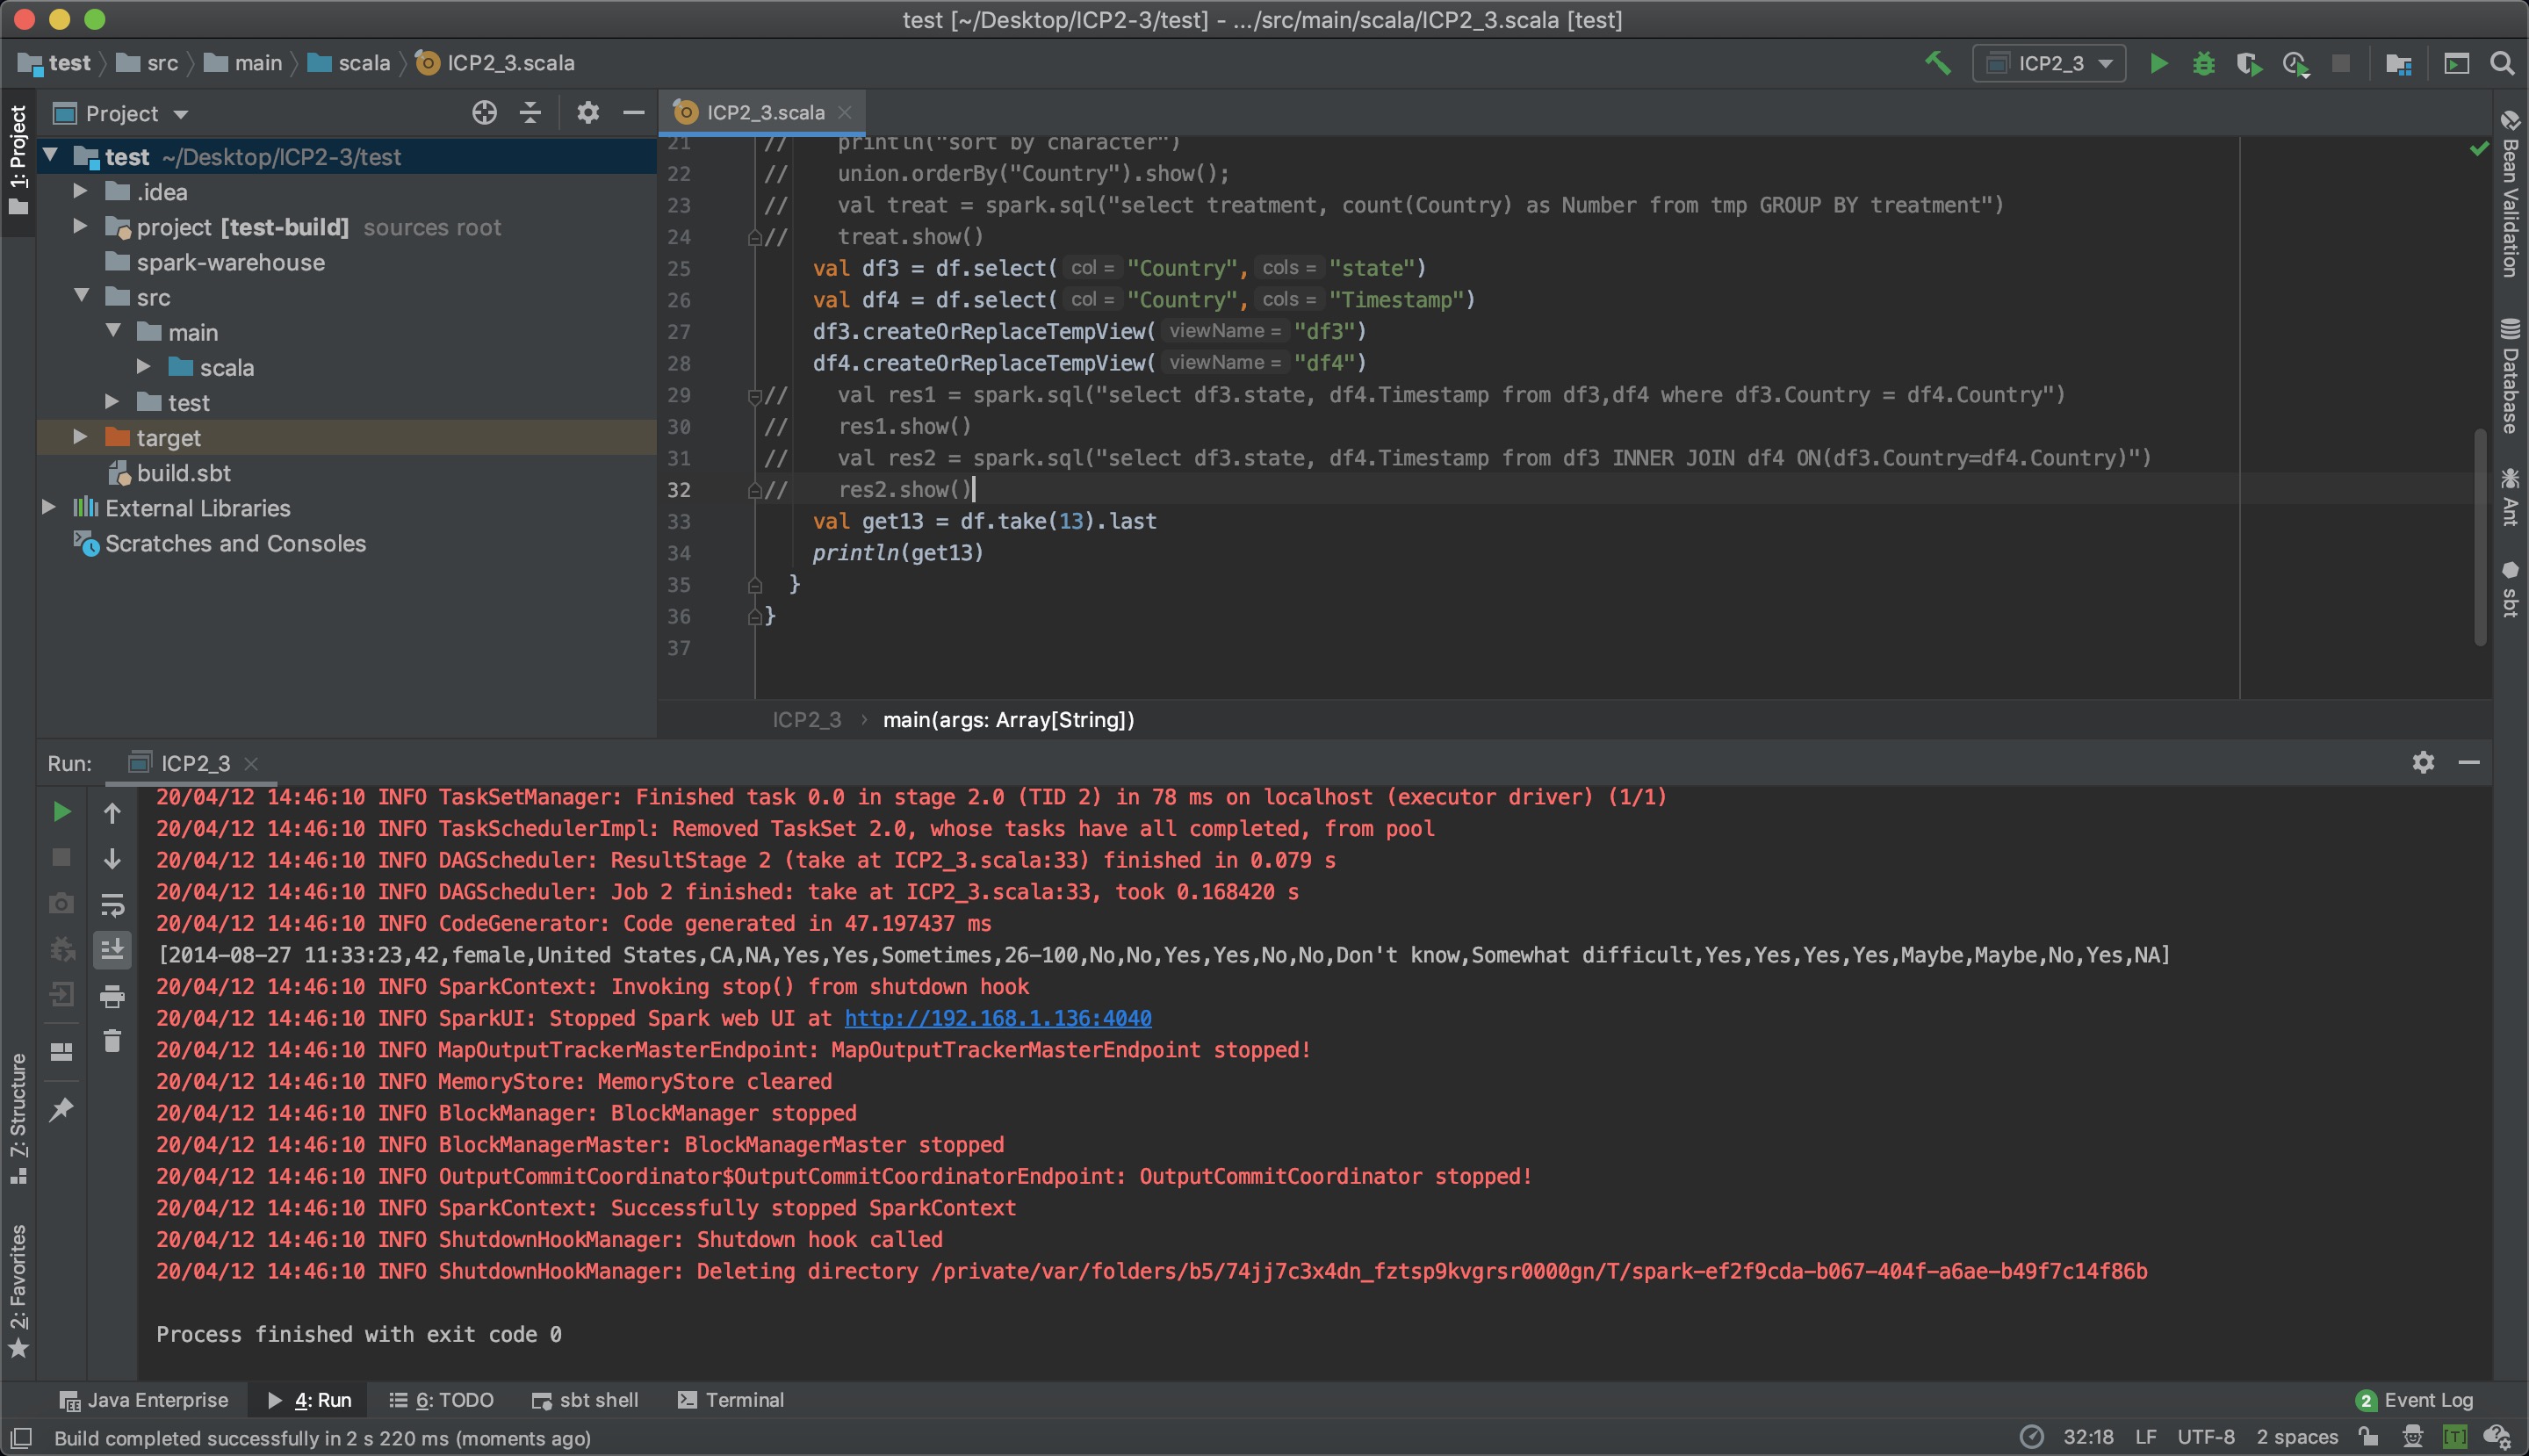 test [~/Desktop/ICP2-3/test] - .../src/main/scala/ICP2_3.scala [test]
test src main scala ICP2_3.scala
ICP2_3
1: Project
Project
ICP2_3.scala
test ~/Desktop/ICP2-3/test
.idea
project [test-build] sources root
spark-warehouse
src
main
scala
test
target
build.sbt
External Libraries
Scratches and Consoles
21 // println("sort by character")
22 // union.orderBy("Country").show();
23 // val treat = spark.sql("select treatment, count(Country) as Number from tmp GROUP BY treatment")
24 // treat.show()
25 val df3 = df.select( col = "Country", cols = "state")
26 val df4 = df.select( col = "Country", cols = "Timestamp")
27 df3.createOrReplaceTempView( viewName = "df3")
28 df4.createOrReplaceTempView( viewName = "df4")
29 // val res1 = spark.sql("select df3.state, df4.Timestamp from df3,df4 where df3.Country = df4.Country")
30 // res1.show()
31 // val res2 = spark.sql("select df3.state, df4.Timestamp from df3 INNER JOIN df4 ON(df3.Country=df4.Country)")
32 // res2.show()
33 val get13 = df.take(13).last
34 println(get13)
35 }
36 }
37
ICP2_3 › main(args: Array[String])
Bean Validation
Database
Ant
sbt
Run: ICP2_3
20/04/12 14:46:10 INFO TaskSetManager: Finished task 0.0 in stage 2.0 (TID 2) in 78 ms on localhost (executor driver) (1/1)
20/04/12 14:46:10 INFO TaskSchedulerImpl: Removed TaskSet 2.0, whose tasks have all completed, from pool
20/04/12 14:46:10 INFO DAGScheduler: ResultStage 2 (take at ICP2_3.scala:33) finished in 0.079 s
20/04/12 14:46:10 INFO DAGScheduler: Job 2 finished: take at ICP2_3.scala:33, took 0.168420 s
20/04/12 14:46:10 INFO CodeGenerator: Code generated in 47.197437 ms
[2014-08-27 11:33:23,42,female,United States,CA,NA,Yes,Yes,Sometimes,26-100,No,No,Yes,Yes,No,No,Don't know,Somewhat difficult,Yes,Yes,Yes,Yes,Maybe,Maybe,No,Yes,NA]
20/04/12 14:46:10 INFO SparkContext: Invoking stop() from shutdown hook
20/04/12 14:46:10 INFO SparkUI: Stopped Spark web UI at http://192.168.1.136:4040
20/04/12 14:46:10 INFO MapOutputTrackerMasterEndpoint: MapOutputTrackerMasterEndpoint stopped!
20/04/12 14:46:10 INFO MemoryStore: MemoryStore cleared
20/04/12 14:46:10 INFO BlockManager: BlockManager stopped
20/04/12 14:46:10 INFO BlockManagerMaster: BlockManagerMaster stopped
20/04/12 14:46:10 INFO OutputCommitCoordinator$OutputCommitCoordinatorEndpoint: OutputCommitCoordinator stopped!
20/04/12 14:46:10 INFO SparkContext: Successfully stopped SparkContext
20/04/12 14:46:10 INFO ShutdownHookManager: Shutdown hook called
20/04/12 14:46:10 INFO ShutdownHookManager: Deleting directory /private/var/folders/b5/74jj7c3x4dn_fztsp9kvgrsr0000gn/T/spark-ef2f9cda-b067-404f-a6ae-b49f7c14f86b
Process finished with exit code 0
7: Structure
2: Favorites
Java Enterprise 4: Run 6: TODO sbt shell Terminal 2 Event Log
Build completed successfully in 2 s 220 ms (moments ago) 32:18 LF UTF-8 2 spaces [T]